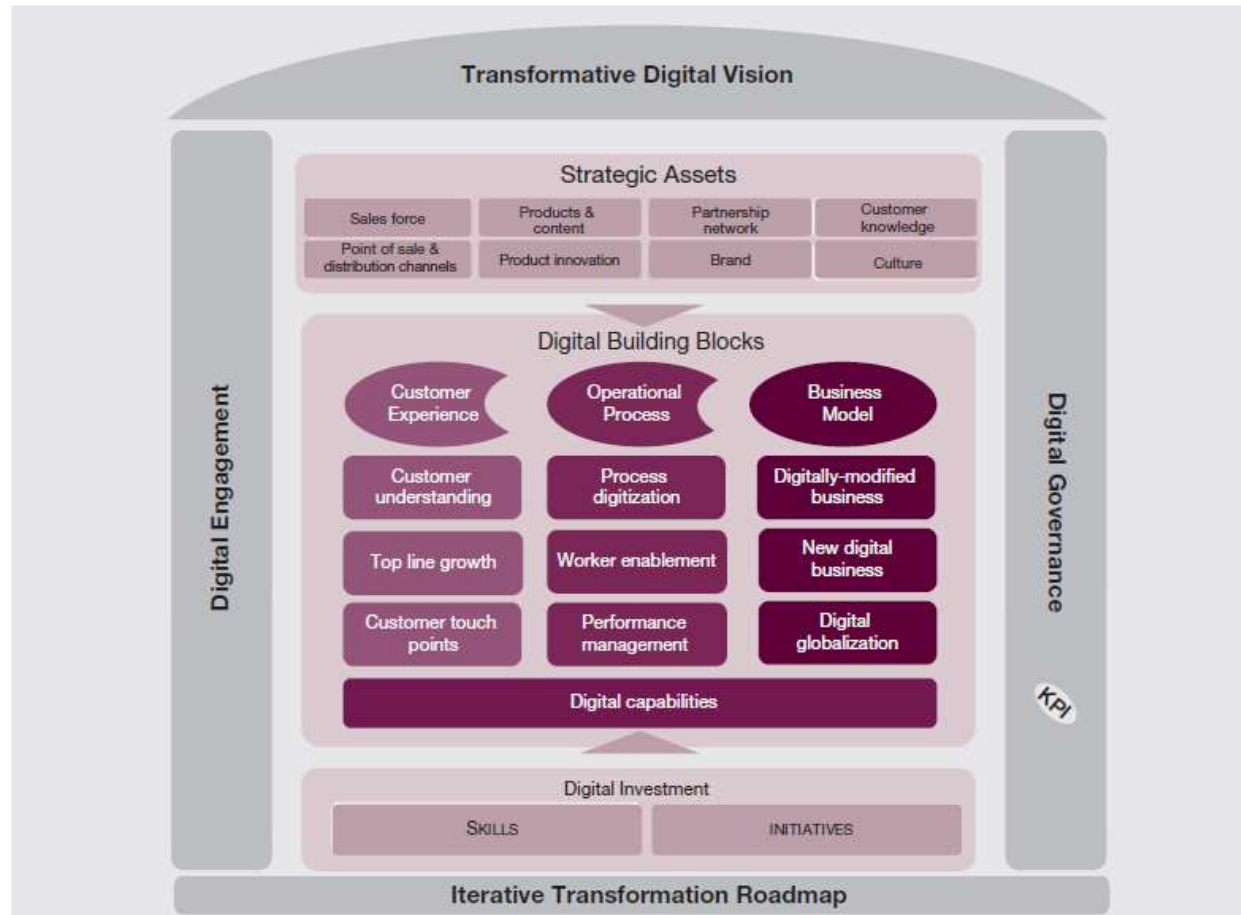 Transformative Digital Vision
Digital Engagement
Strategic Assets
Sales force
Products &
content
Partnership
network
Customer
knowledge
Point of sale &
distribution channels
Product innovation
Brand
Culture
Digital Building Blocks
Customer
Experience
Operational
Process
Business
Model
Customer
understanding
Process
digitization
Digitally-modified
business
Top line growth
Worker enablement
New digital
business
Customer touch
points
Performance
management
Digital
globalization
Digital capabilities
Digital Investment
SKILLS
INITIATIVES
Digital Governance
KPI
Iterative Transformation Roadmap